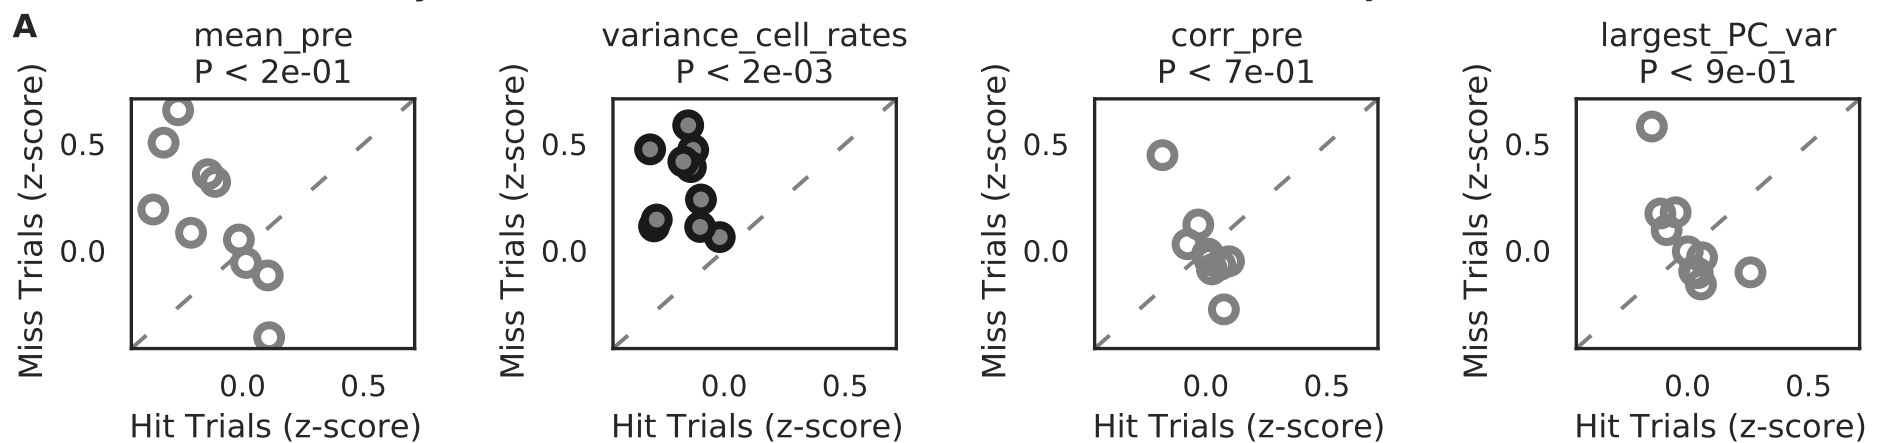 A
mean_pre
P < 2e-01
Miss Trials (z-score)
0.5
0.0
0.0 0.5
Hit Trials (z-score)
variance_cell_rates
P < 2e-03
Miss Trials (z-score)
0.5
0.0
0.0 0.5
Hit Trials (z-score)
corr_pre
P < 7e-01
Miss Trials (z-score)
0.5
0.0
0.0 0.5
Hit Trials (z-score)
largest_PC_var
P < 9e-01
Miss Trials (z-score)
0.5
0.0
0.0 0.5
Hit Trials (z-score)